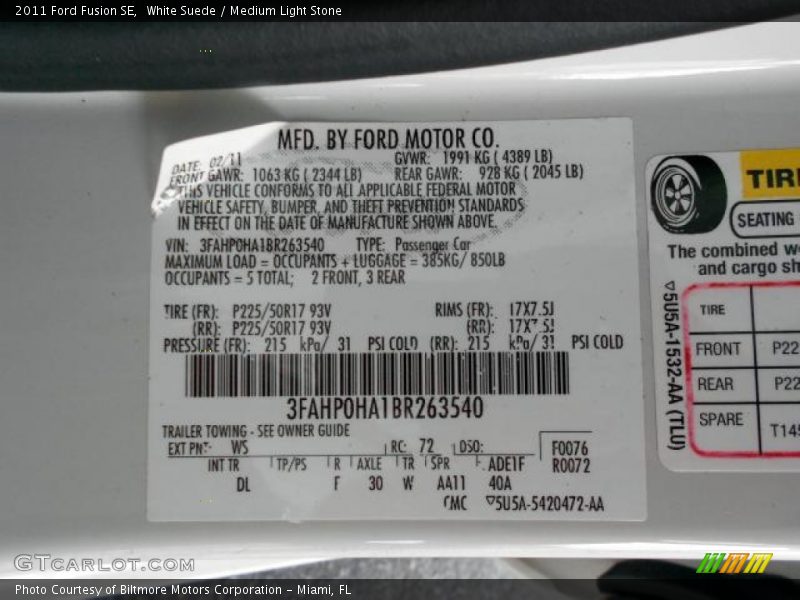 2011 Ford Fusion SE,  White Suede / Medium Light Stone
MFD. BY FORD MOTOR CO.
DATE: 02/11 GVWR: 1991 KG ( 4389 LB)
FRONT GAWR: 1063 KG ( 2344 LB) REAR GAWR: 928 KG ( 2045 LB)
THIS VEHICLE CONFORMS TO ALL APPLICABLE FEDERAL MOTOR
VEHICLE SAFETY, BUMPER, AND THEFT PREVENTION STANDARDS
IN EFFECT ON THE DATE OF MANUFACTURE SHOWN ABOVE.
VIN: 3FAHP0HA1BR263540 TYPE: Passenger Car
MAXIMUM LOAD = OCCUPANTS + LUGGAGE = 385KG/ 850LB
OCCUPANTS = 5 TOTAL; 2 FRONT, 3 REAR
TIRE (FR): P225/50R17 93V RIMS (FR): 17X7.5J
(RR): P225/50R17 93V (RR): 17X7.5J
PRESSURE (FR): 215 kPa/ 31 PSI COLD (RR): 215 kPa/ 31 PSI COLD
3FAHP0HA1BR263540
TRAILER TOWING - SEE OWNER GUIDE
EXT PNT: WS RC: 72 DSO: F0076
INT TR TP/PS R AXLE TR SPR ADE1F R0072
DL F 30 W AA11 40A
CMC ▽5U5A-5420472-AA
TIRE
SEATING
The combined
and cargo
▽5U5A-1532-AA (TLU)
TIRE
FRONT P22
REAR P22
SPARE T145
GTCarLot.com
Photo Courtesy of Biltmore Motors Corporation – Miami, FL